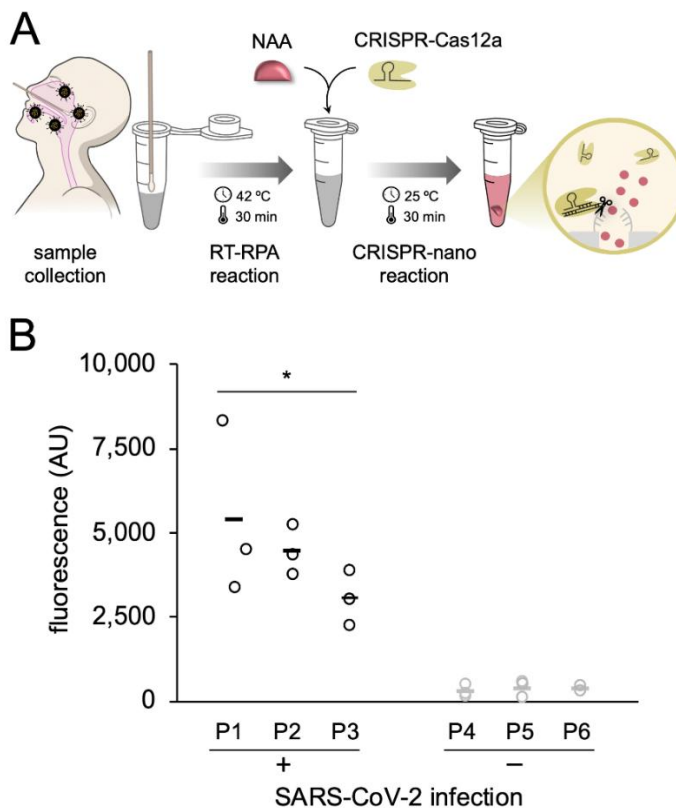 A
NAA
CRISPR-Cas12a
42 ºC
30 min
25 ºC
30 min
sample
collection
RT-RPA
reaction
CRISPR-nano
reaction
B
fluorescence (AU)
10,000
7,500
5,000
2,500
0
*
P1 P2 P3 P4 P5 P6
+ −
SARS-CoV-2 infection